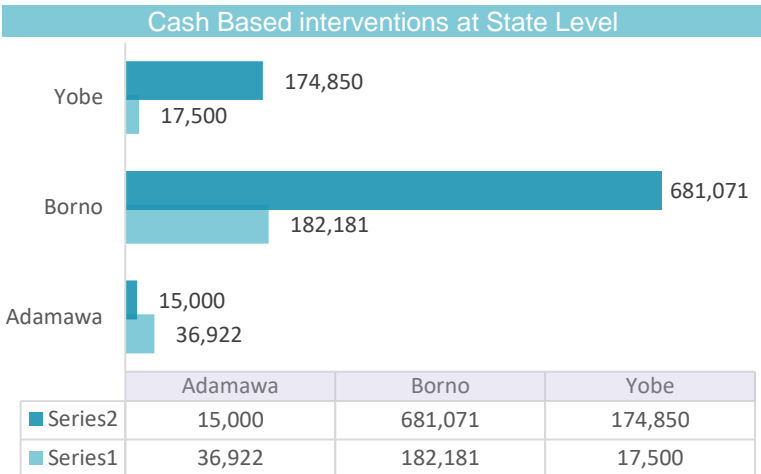 Cash Based interventions at State Level
Yobe
174,850
17,500
Borno
681,071
182,181
Adamawa
15,000
36,922
Adamawa Borno Yobe
Series2 15,000 681,071 174,850
Series1 36,922 182,181 17,500